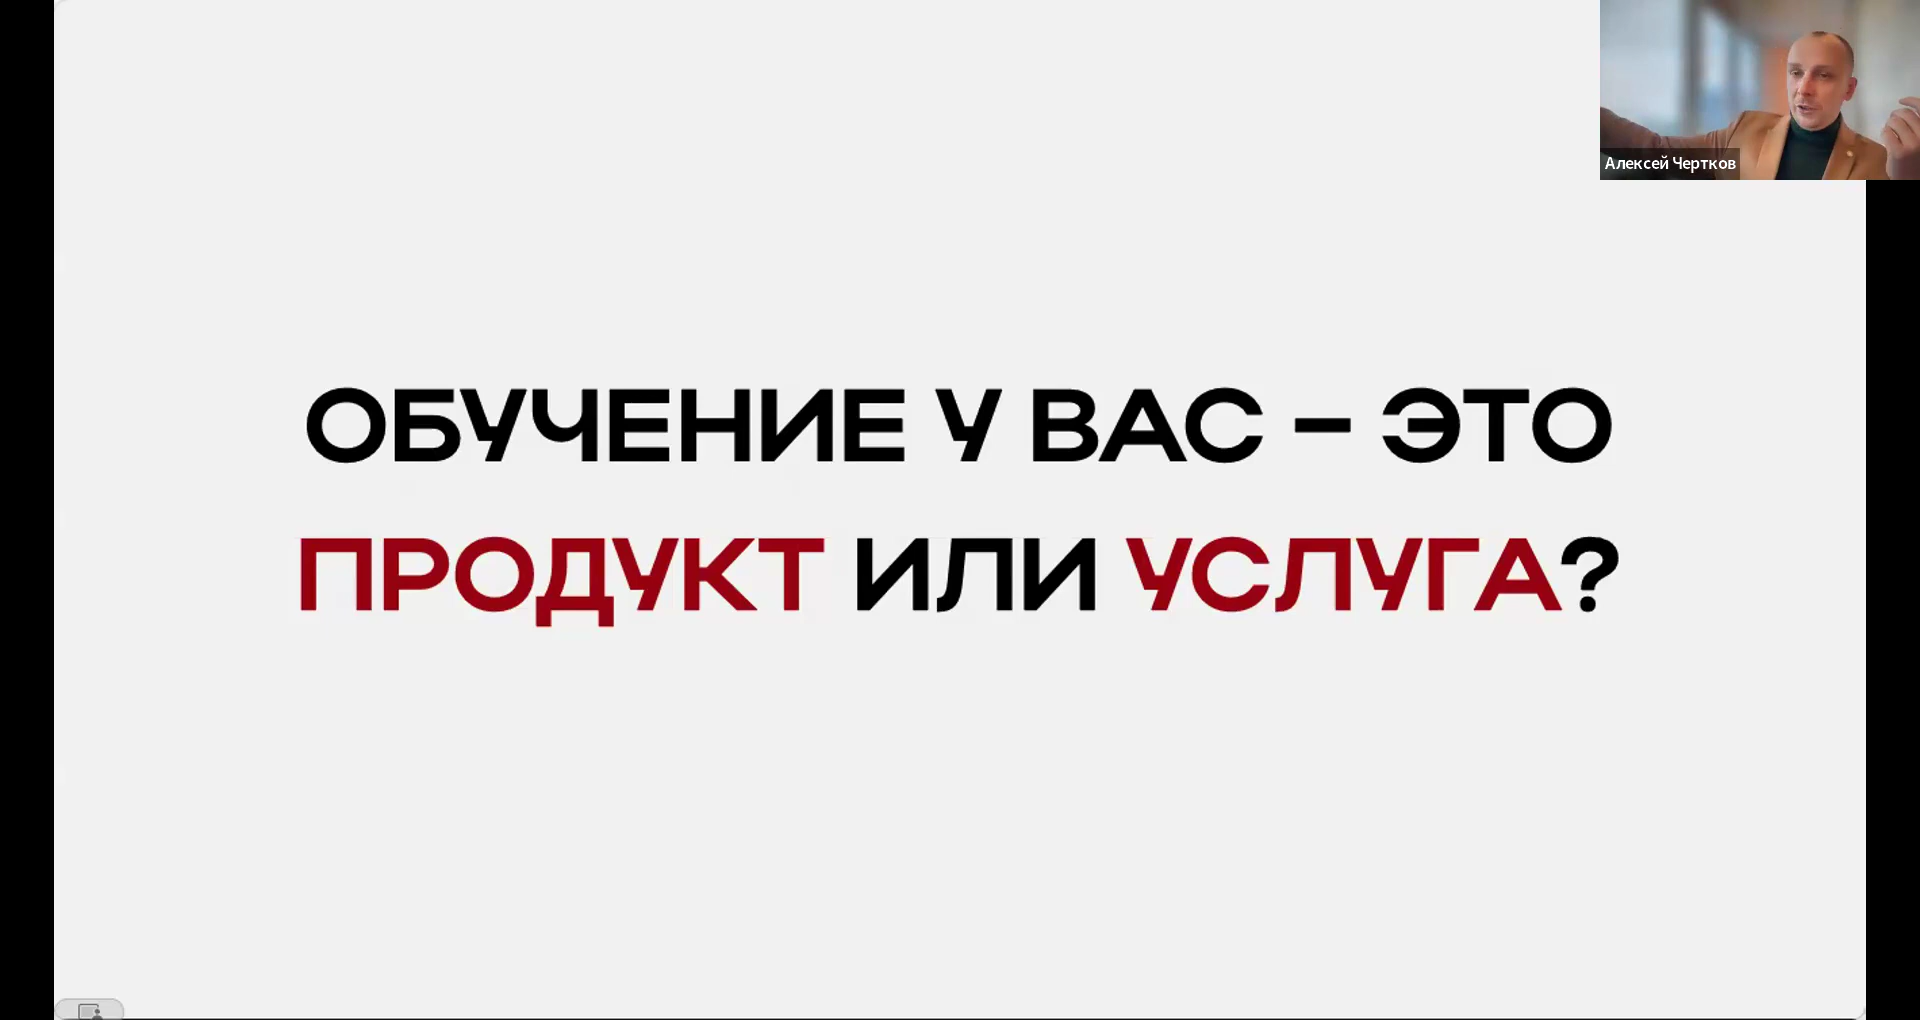 Алексей Чертков
ОБУЧЕНИЕ У ВАС – ЭТО
ПРОДУКТ ИЛИ УСЛУГА?